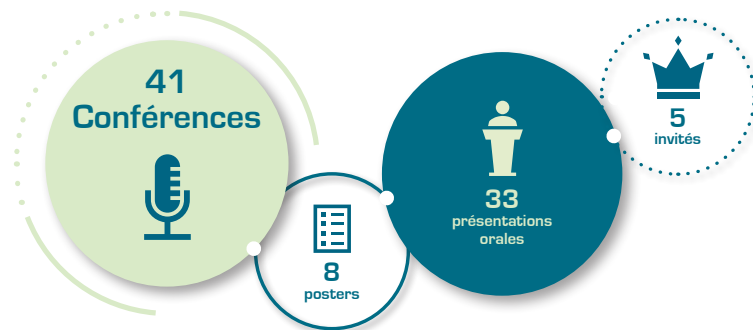 41
Conférences
8
posters
33
présentations
orales
5
invités